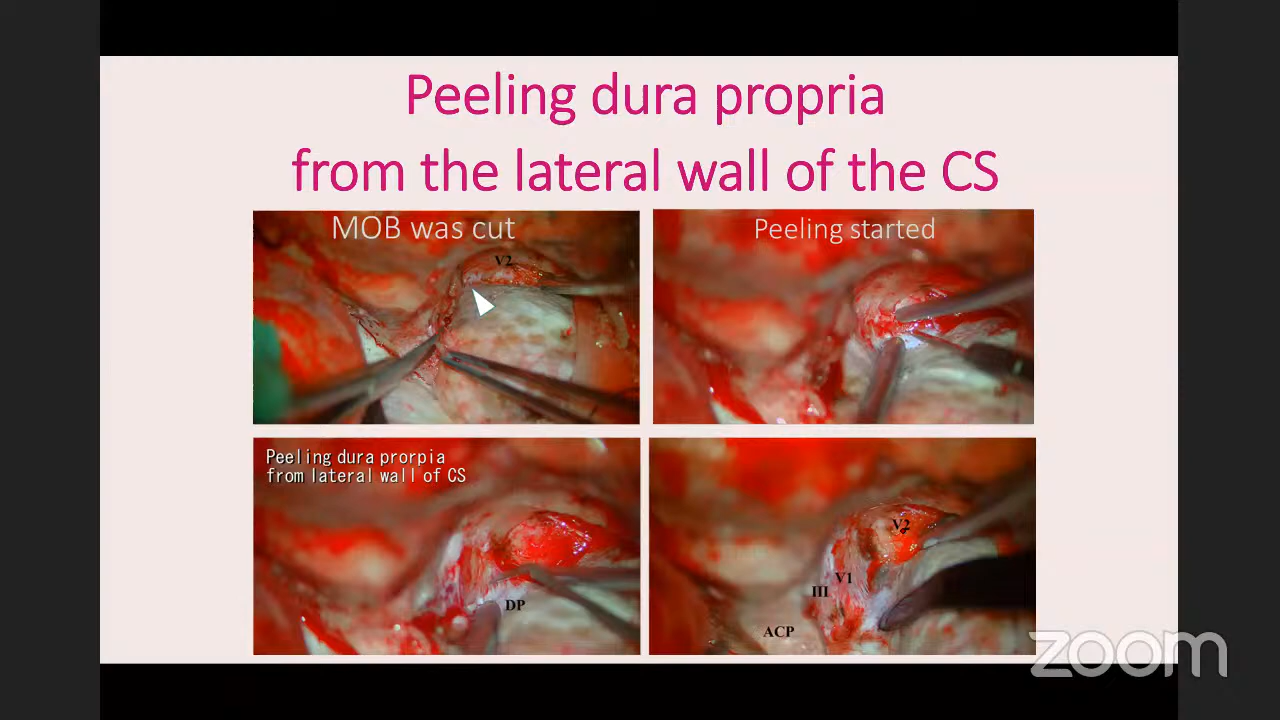 Peeling dura propria
from the lateral wall of the CS
MOB was cut
V2
Peeling started
Peeling dura prorpia
from lateral wall of CS
DP
V2
V1
III
ACP
zoom